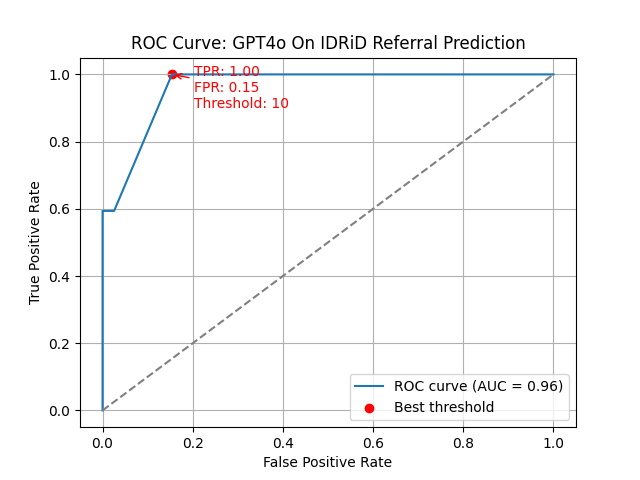 ROC Curve: GPT4o On IDRiD Referral Prediction
1.0
0.8
0.6
0.4
0.2
0.0
True Positive Rate
TPR: 1.00
FPR: 0.15
Threshold: 10
ROC curve (AUC = 0.96)
Best threshold
0.0 0.2 0.4 0.6 0.8 1.0
False Positive Rate